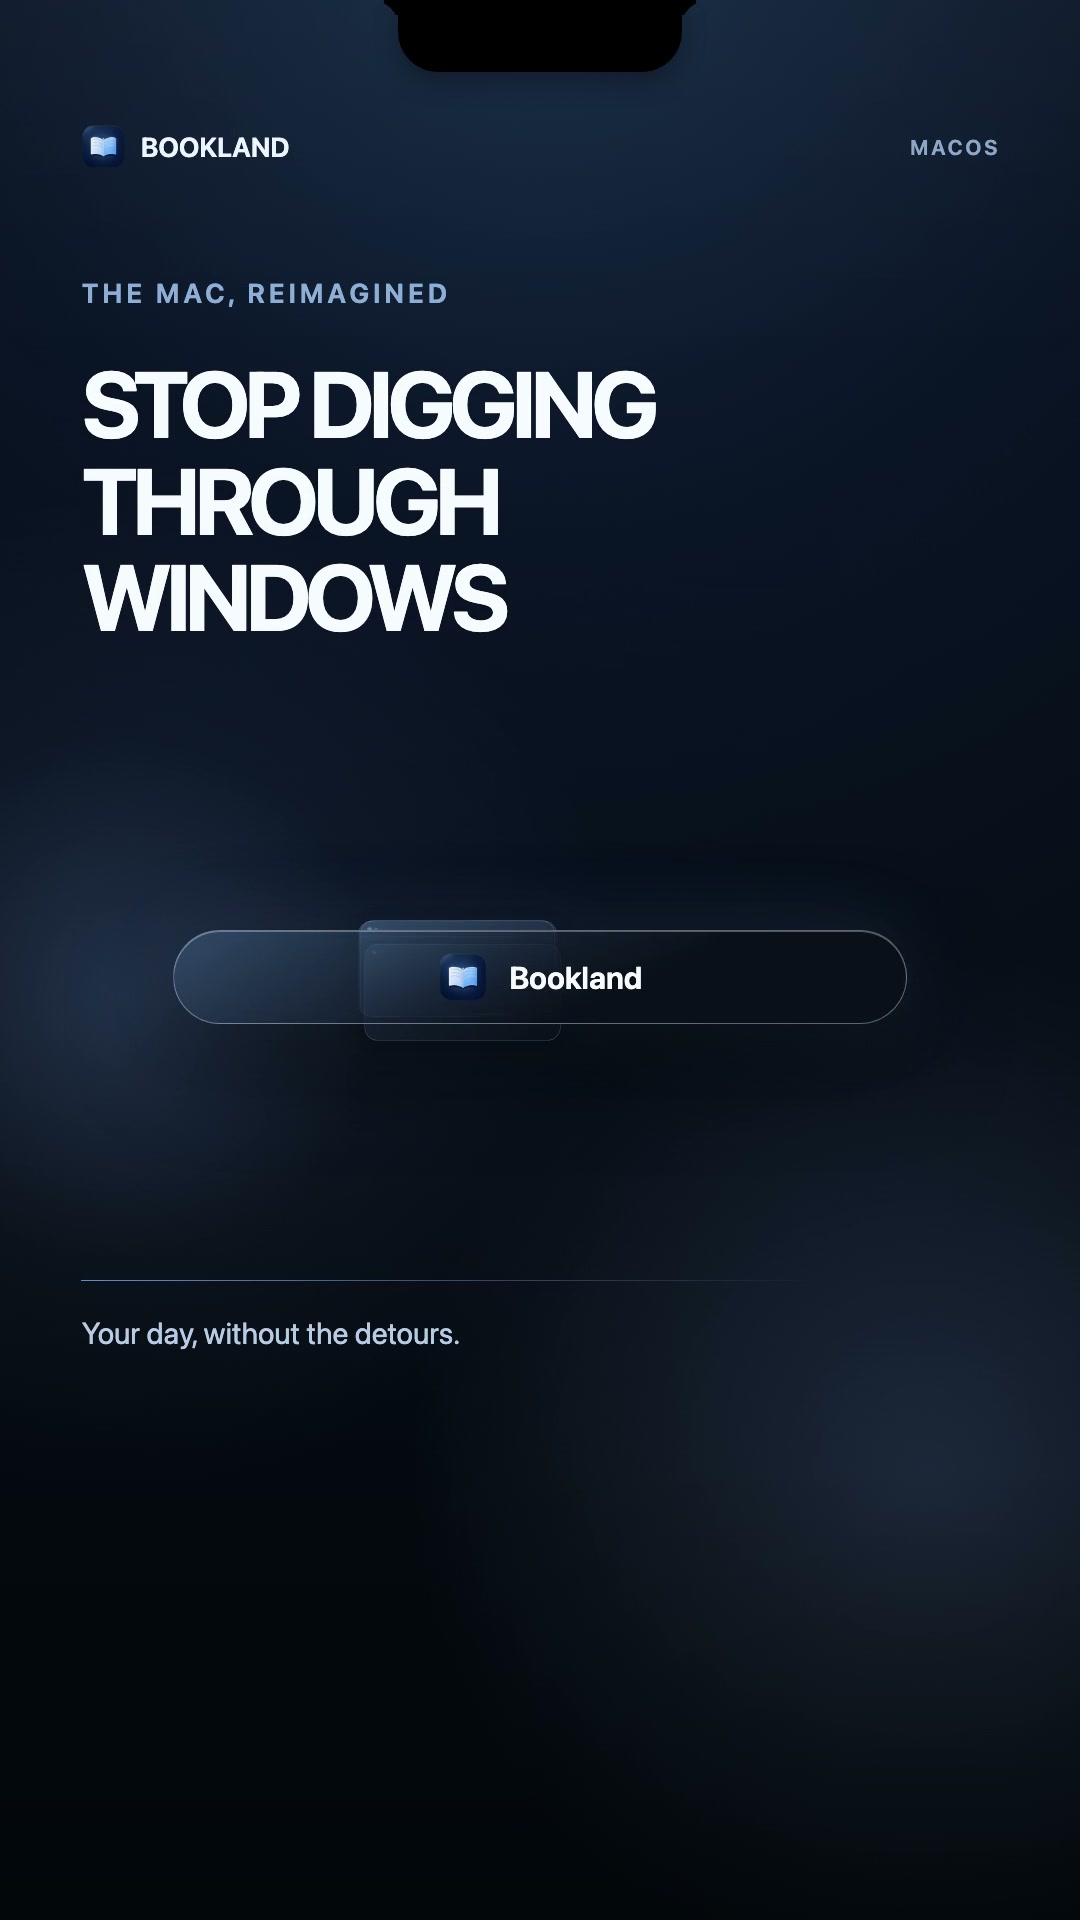 BOOKLAND
MACOS
THE MAC, REIMAGINED
STOP DIGGING
THROUGH
WINDOWS
Bookland
Your day, without the detours.